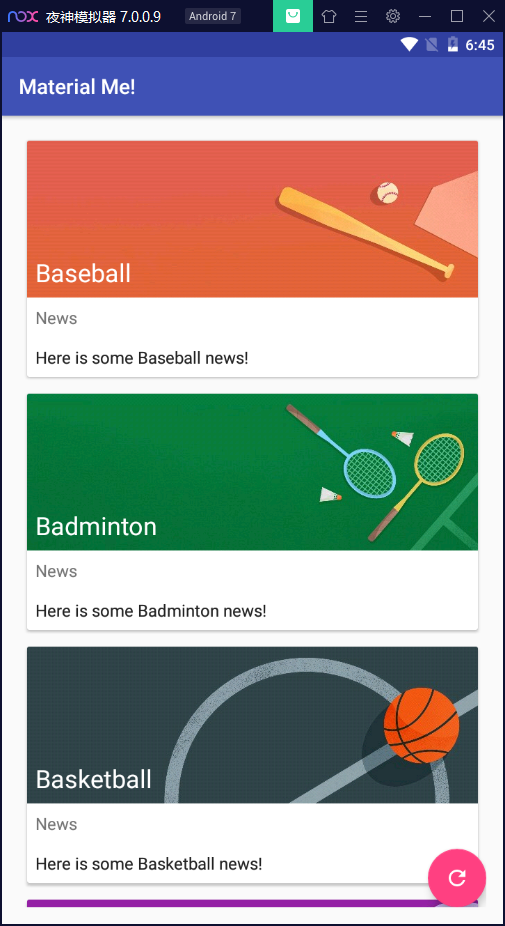 nox 夜神模拟器 7.0.0.9 Android 7
6:45
Material Me!
Baseball
News
Here is some Baseball news!
Badminton
News
Here is some Badminton news!
Basketball
News
Here is some Basketball news!